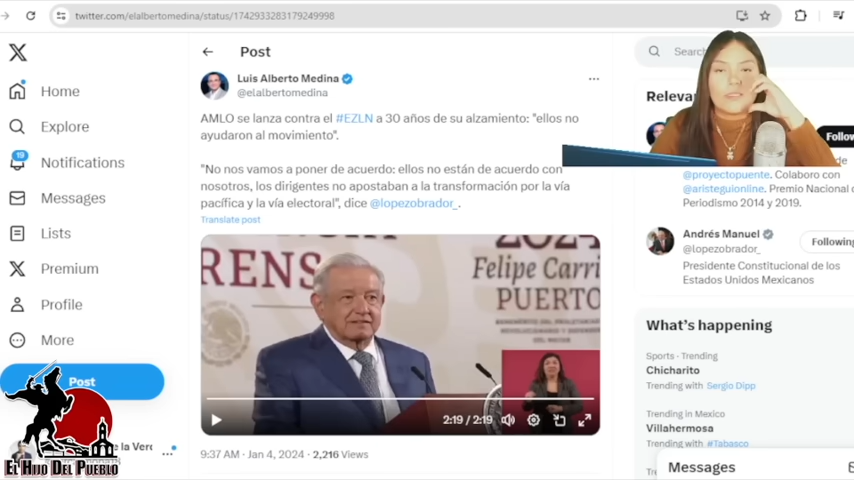 twitter.com/elalbertomedina/status/1742933283179249998
Post
Search
Home
Explore
19
Notifications
Messages
Lists
Premium
Profile
More
Post
Luis Alberto Medina
@elalbertomedina
AMLO se lanza contra el #EZLN a 30 años de su alzamiento: "ellos no
ayudaron al movimiento".
"No nos vamos a poner de acuerdo: ellos no están de acuerdo con
nosotros, los dirigentes no apostaban a la transformación por la vía
pacífica y la vía electoral", dice @lopezobrador_.
Translate post
RENS
2024
Felipe Carri
PUERTO
2:19 / 2:19
9:37 AM · Jan 4, 2024 · 2,216 Views
Relevan
Follow
de
@proyectopuente. Colaboro con
@aristeguionline. Premio Nacional
Periodismo 2014 y 2019.
Andrés Manuel
@lopezobrador_
Following
Presidente Constitucional de los
Estados Unidos Mexicanos
What's happening
Sports · Trending
Chicharito
Trending with Sergio Dipp
Trending in Mexico
Villahermosa
Trending with #Tabasco
Messages
EL HIJO DEL PUEBLO